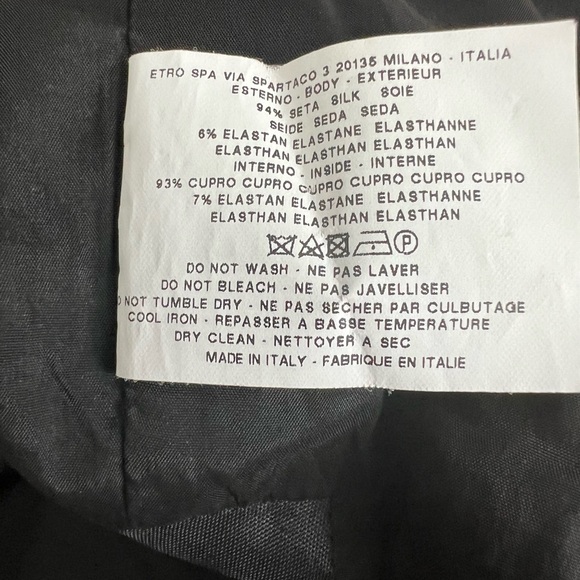 ETRO SPA VIA SPARTACO 3 20135 MILANO - ITALIA
ESTERNO - BODY - EXTERIEUR
94% SETA SILK SOIE
SEIDE SEDA SEDA
6% ELASTAN ELASTANE ELASTHANNE
ELASTHAN ELASTHAN ELASTHAN
INTERNO - INSIDE - INTERNE
93% CUPRO CUPRO CUPRO CUPRO CUPRO CUPRO
7% ELASTAN ELASTANE ELASTHANNE
ELASTHAN ELASTHAN ELASTHAN
P
DO NOT WASH - NE PAS LAVER
DO NOT BLEACH - NE PAS JAVELLISER
DO NOT TUMBLE DRY - NE PAS SECHER PAR CULBUTAGE
COOL IRON - REPASSER A BASSE TEMPERATURE
DRY CLEAN - NETTOYER A SEC
MADE IN ITALY - FABRIQUE EN ITALIE